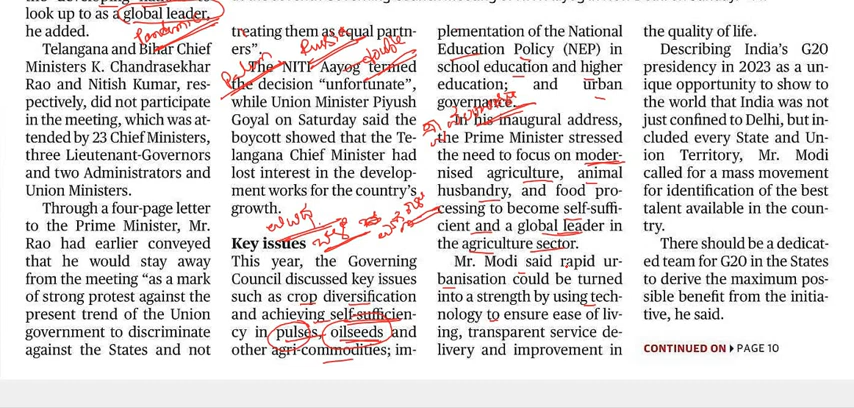 look up to as a global leader,
he added.
Telangana and Bihar Chief
Ministers K. Chandrasekhar
Rao and Nitish Kumar, res-
pectively, did not participate
in the meeting, which was at-
tended by 23 Chief Ministers,
three Lieutenant-Governors
and two Administrators and
Union Ministers.
Through a four-page letter
to the Prime Minister, Mr.
Rao had earlier conveyed
that he would stay away
from the meeting “as a mark
of strong protest against the
present trend of the Union
government to discriminate
against the States and not
treating them as equal partn-
ers”.
The NITI Aayog termed
the decision “unfortunate”,
while Union Minister Piyush
Goyal on Saturday said the
boycott showed that the Te-
langana Chief Minister had
lost interest in the develop-
ment works for the country’s
growth.
Key issues
This year, the Governing
Council discussed key issues
such as crop diversification
and achieving self-sufficien-
cy in pulses, oilseeds and
other agri-commodities; im-
plementation of the National
Education Policy (NEP) in
school education and higher
education; and urban
governance.
In his inaugural address,
the Prime Minister stressed
the need to focus on moder-
nised agriculture, animal
husbandry, and food pro-
cessing to become self-suffi-
cient and a global leader in
the agriculture sector.
Mr. Modi said rapid ur-
banisation could be turned
into a strength by using tech-
nology to ensure ease of liv-
ing, transparent service de-
livery and improvement in
the quality of life.
Describing India’s G20
presidency in 2023 as a un-
ique opportunity to show to
the world that India was not
just confined to Delhi, but in-
cluded every State and Un-
ion Territory, Mr. Modi
called for a mass movement
for identification of the best
talent available in the coun-
try.
There should be a dedicat-
ed team for G20 in the States
to derive the maximum pos-
sible benefit from the initia-
tive, he said.
CONTINUED ON PAGE 10